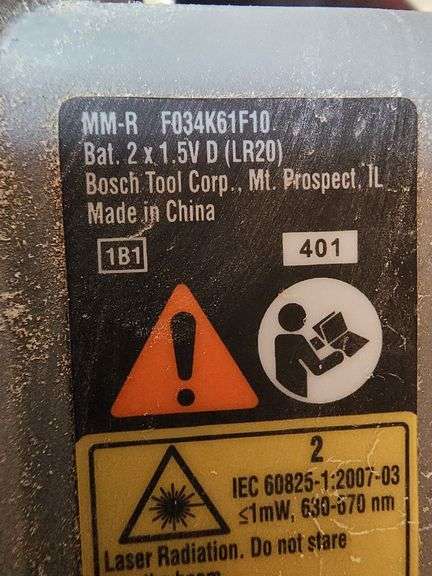 MM-R F034K61F10
Bat. 2 x 1.5V D (LR20)
Bosch Tool Corp., Mt. Prospect, IL
Made in China
1B1 401
2
IEC 60825-1:2007-03
≤1mW, 630-670 nm
Laser Radiation. Do not stare